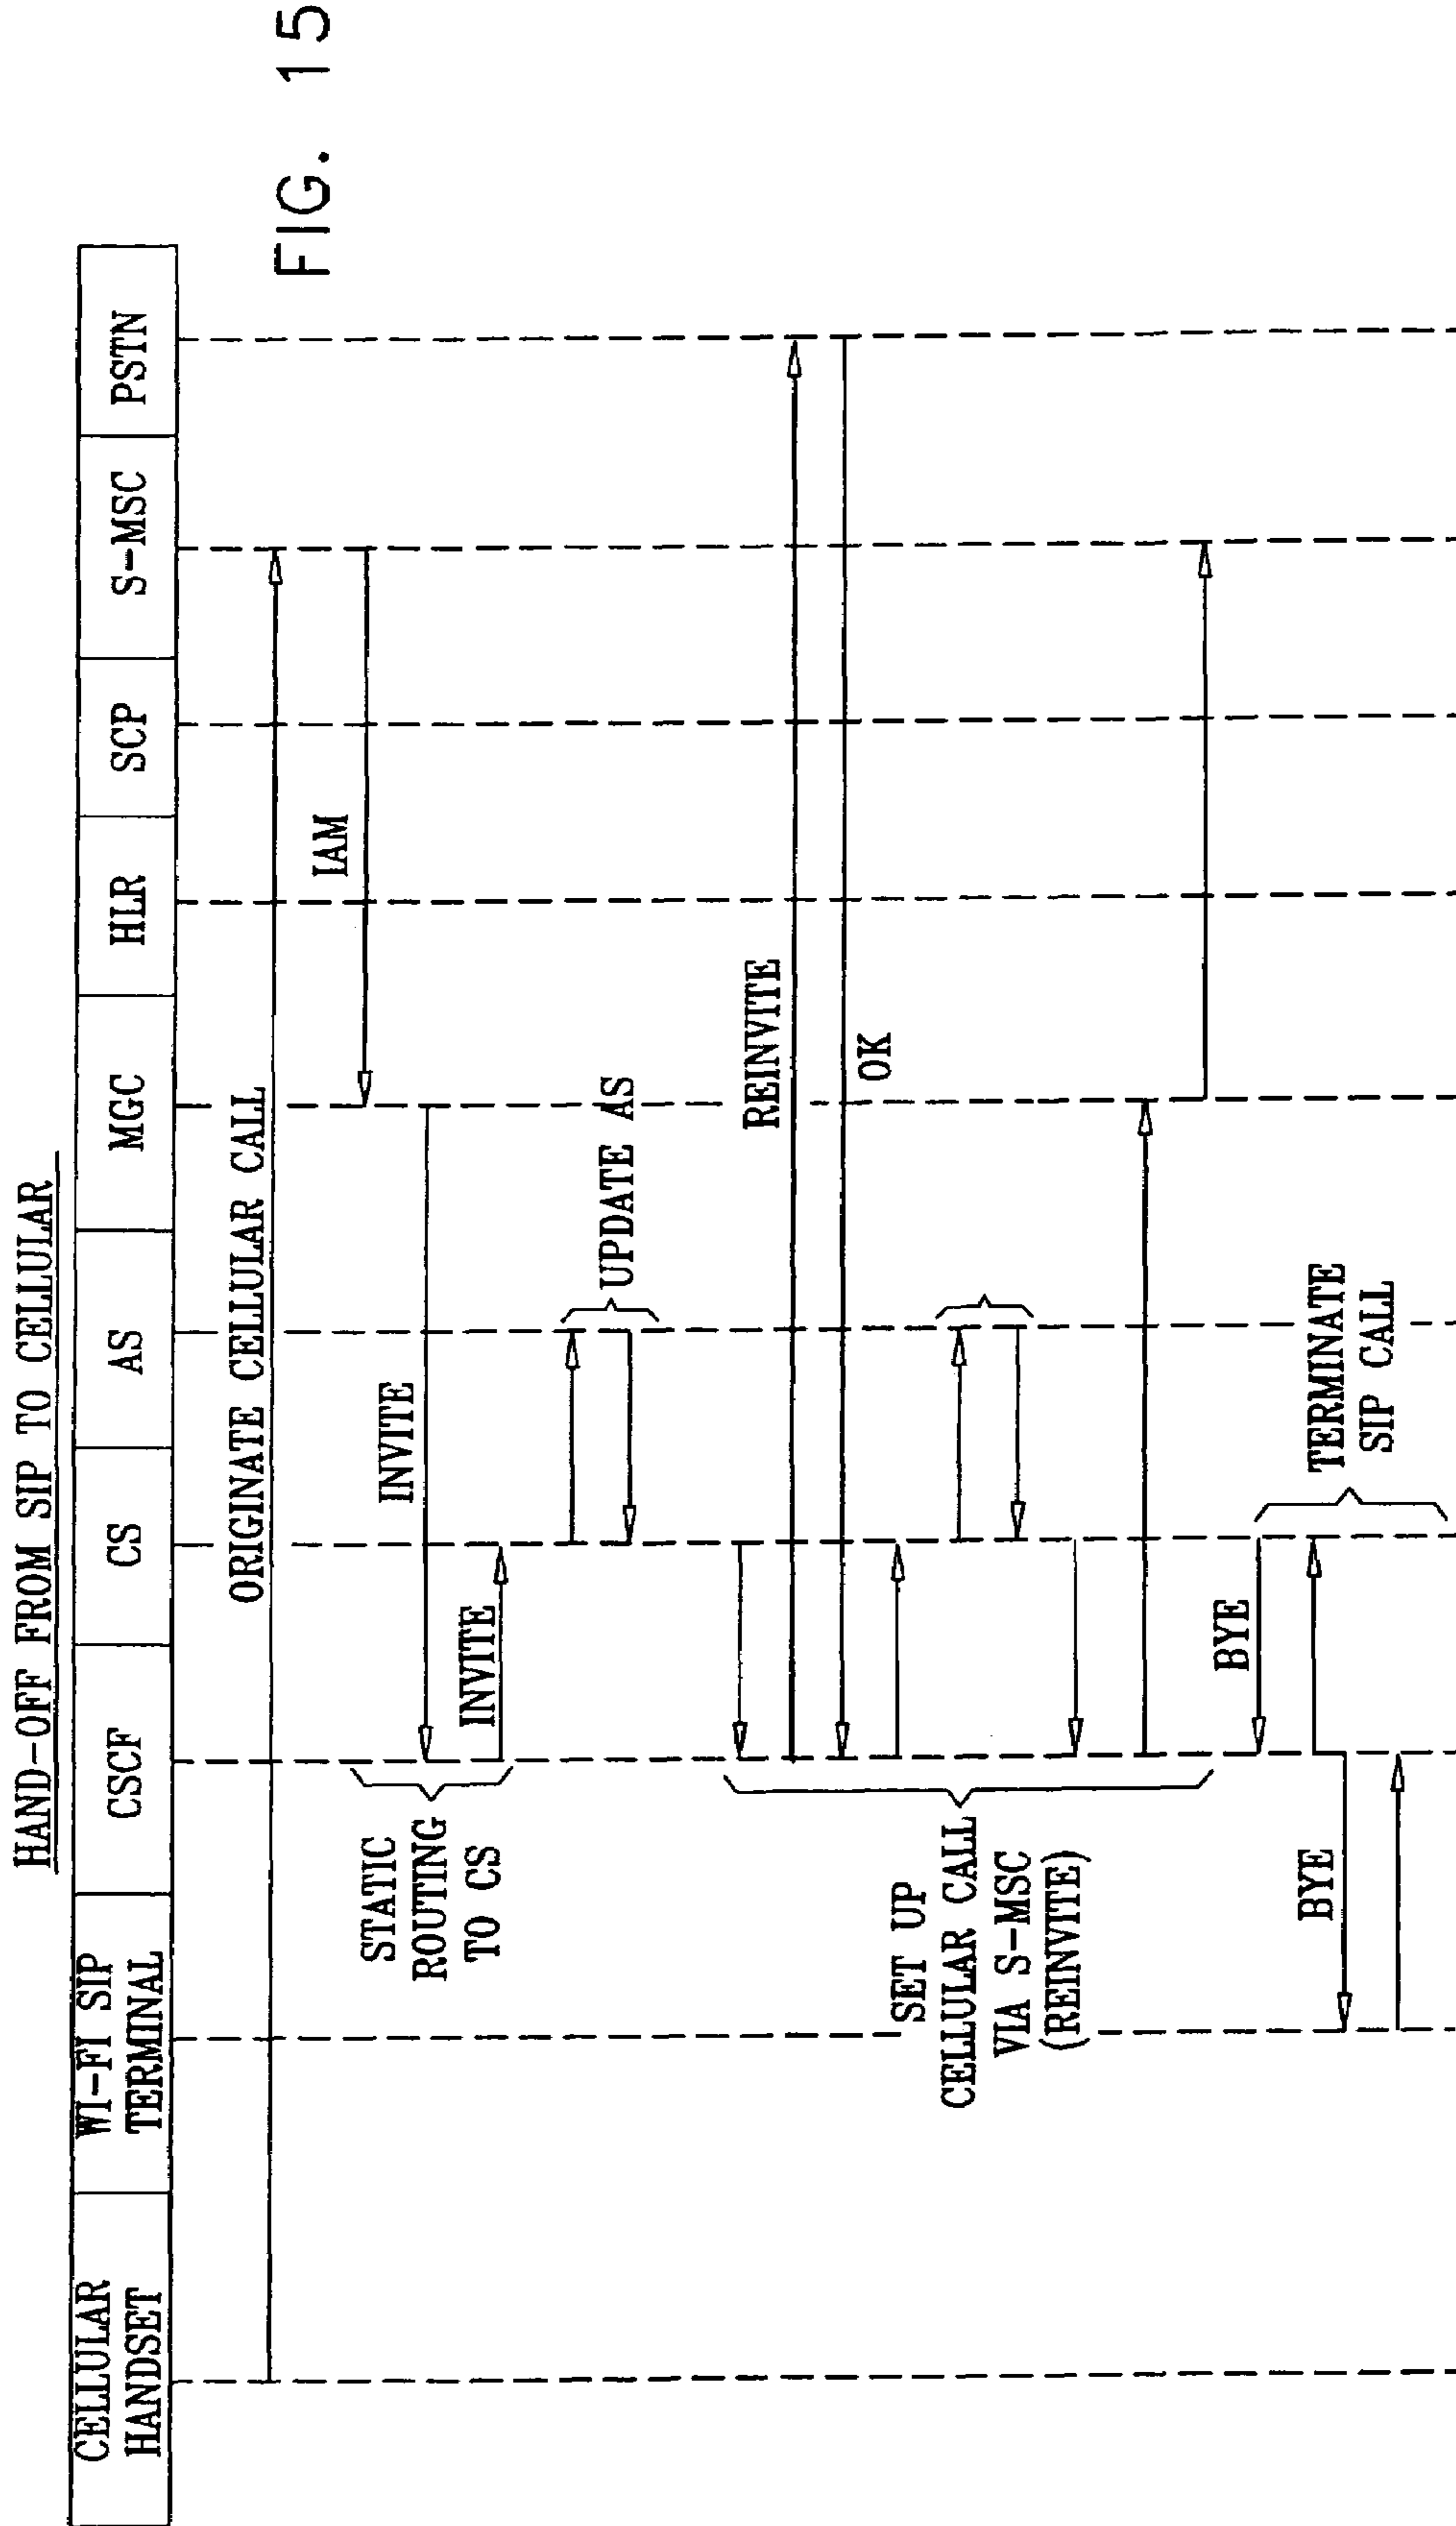 HAND-OFF FROM SIP TO CELLULAR
CELLULAR
HANDSET
WI-FI SIP
TERMINAL
CSCF
CS
AS
MGC
HLR
SCP
S-MSC
PSTN
ORIGINATE CELLULAR CALL
FIG. 15
IAM
STATIC
ROUTING
TO CS
INVITE
INVITE
UPDATE AS
REINVITE
OK
SET UP
CELLULAR CALL
VIA S-MSC
(REINVITE)
BYE
BYE
TERMINATE
SIP CALL